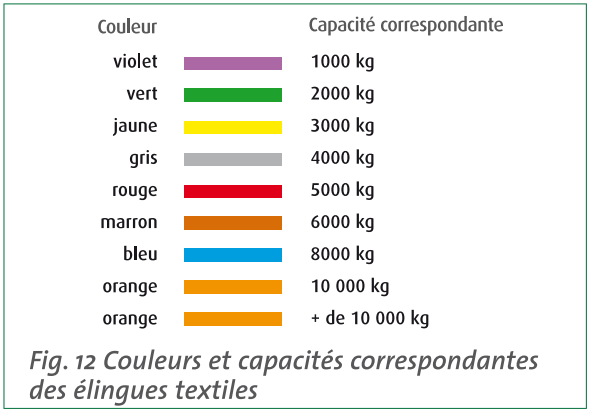 Couleur Capacité correspondante
violet 1000 kg
vert 2000 kg
jaune 3000 kg
gris 4000 kg
rouge 5000 kg
marron 6000 kg
bleu 8000 kg
orange 10 000 kg
orange + de 10 000 kg
Fig. 12 Couleurs et capacités correspondantes
des élingues textiles